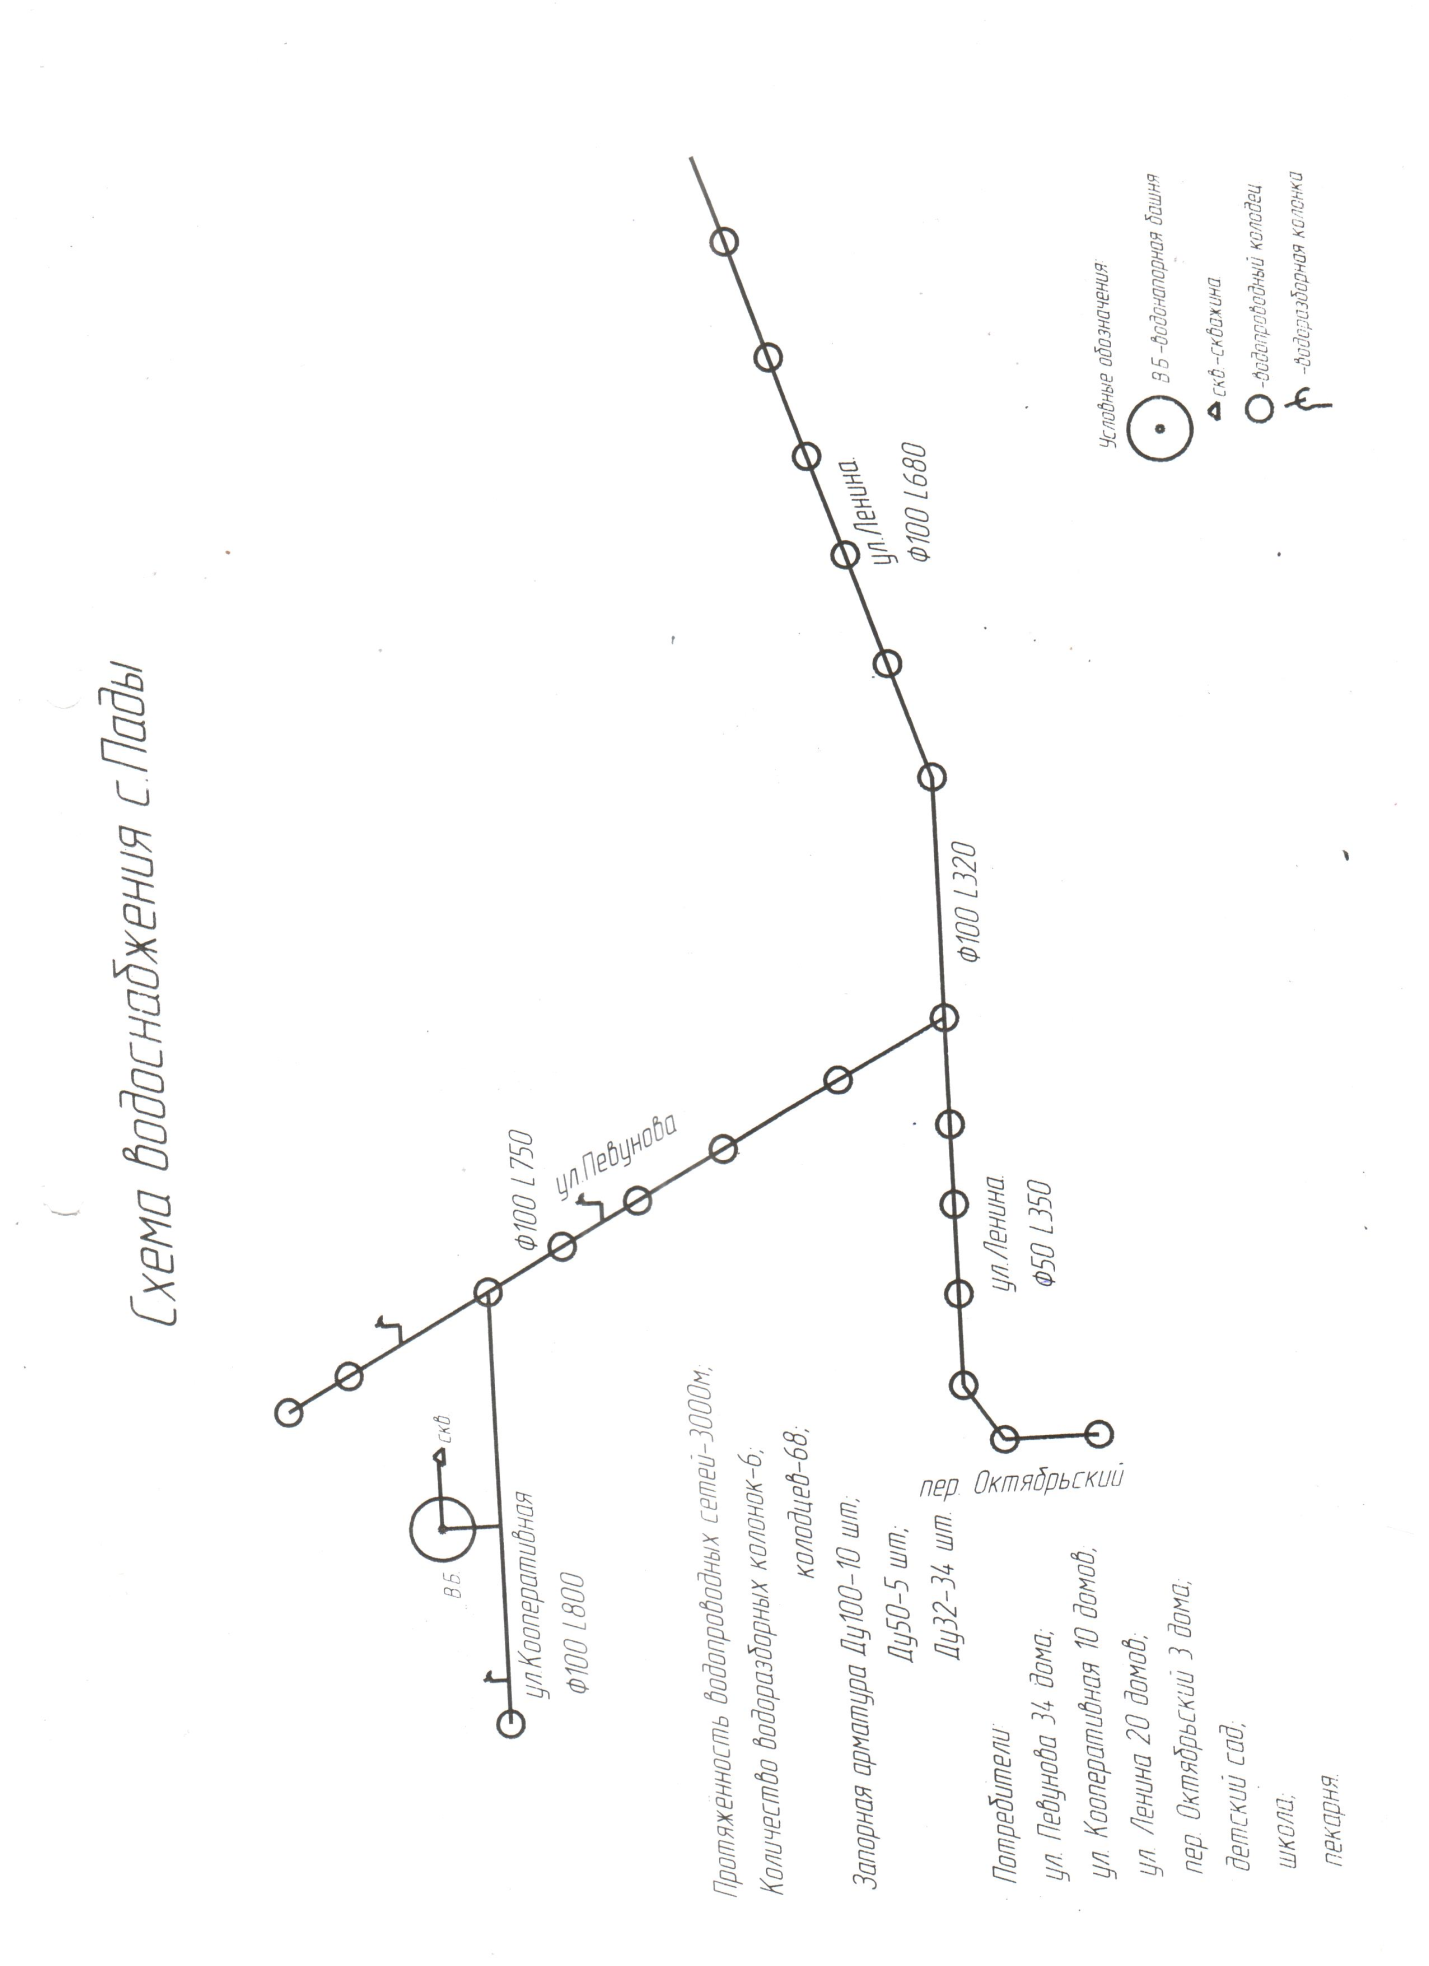 Схема водоснабжения с.Пады
скв
В.Б.
ул.Кооперативная
Ф100 L800
Ф100 L750
ул.Певунова
ул.Ленина.
Ф100 L680
Ф100 L320
ул.Ленина.
Ф50 L350
пер. Октябрьский
Протяженность водопроводных сетей-3000м;
Количество водоразборных колонок-6;
колодцев-68;
Запорная арматура Ду100-10 шт;
Ду50-5 шт;
Ду32-34 шт.
Потребители:
ул. Певунова 34 дома;
ул. Кооперативная 10 домов;
ул. Ленина 20 домов;
пер. Октябрьский 3 дома;
детский сад;
школа;
пекарня.
Условные обозначения:
В.Б.-водонапорная башня
скв.-скважина.
-водопроводный колодец
-водоразборная колонка